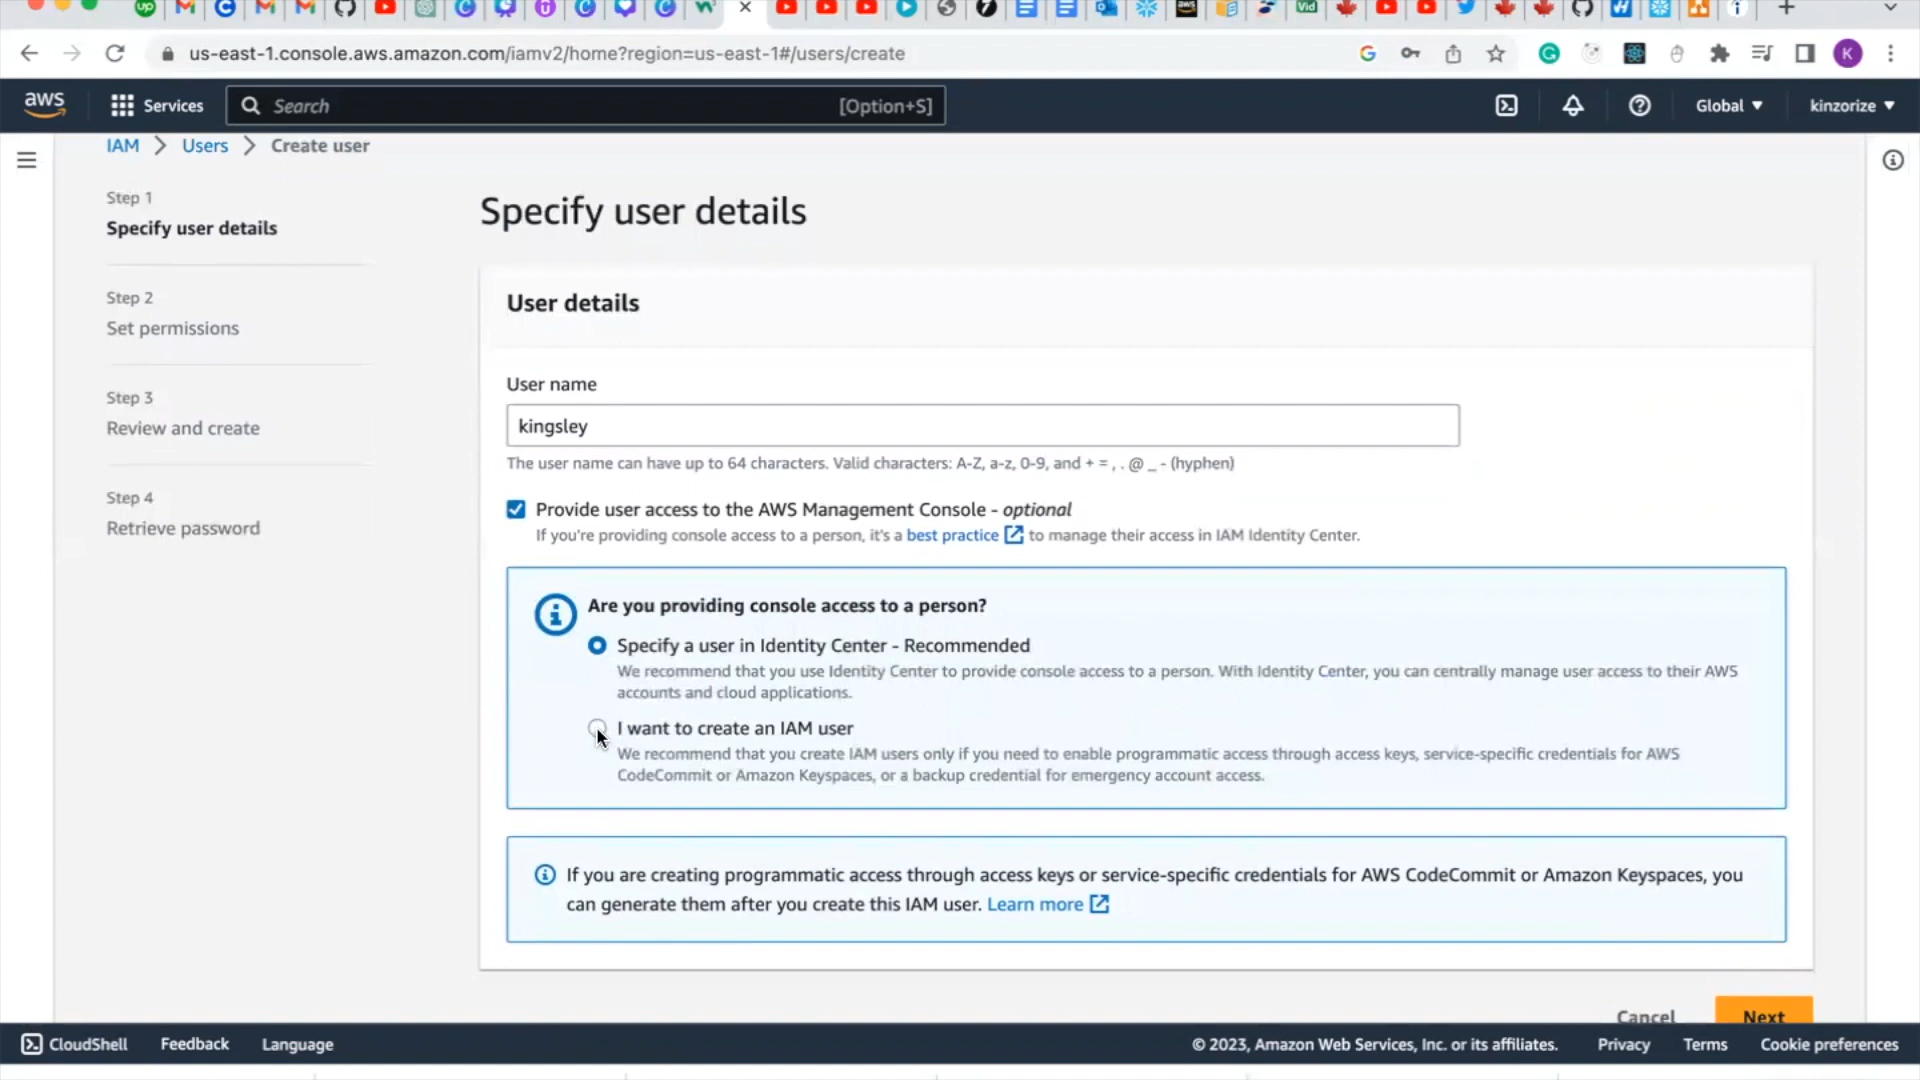 us-east-1.console.aws.amazon.com/iamv2/home?region=us-east-1#/users/create
K
aws
Services
Search
[Option+S]
Global
kinzorize
IAM
Users
Create user
Step 1
Specify user details
Step 2
Set permissions
Step 3
Review and create
Step 4
Retrieve password
Specify user details
User details
User name
kingsley
The user name can have up to 64 characters. Valid characters: A-Z, a-z, 0-9, and + = , . @ _ - (hyphen)
Provide user access to the AWS Management Console - optional
If you're providing console access to a person, it's a best practice to manage their access in IAM Identity Center.
Are you providing console access to a person?
Specify a user in Identity Center - Recommended
We recommend that you use Identity Center to provide console access to a person. With Identity Center, you can centrally manage user access to their AWS
accounts and cloud applications.
I want to create an IAM user
We recommend that you create IAM users only if you need to enable programmatic access through access keys, service-specific credentials for AWS
CodeCommit or Amazon Keyspaces, or a backup credential for emergency account access.
If you are creating programmatic access through access keys or service-specific credentials for AWS CodeCommit or Amazon Keyspaces, you
can generate them after you create this IAM user. Learn more
Cancel
Next
CloudShell
Feedback
Language
© 2023, Amazon Web Services, Inc. or its affiliates.
Privacy
Terms
Cookie preferences